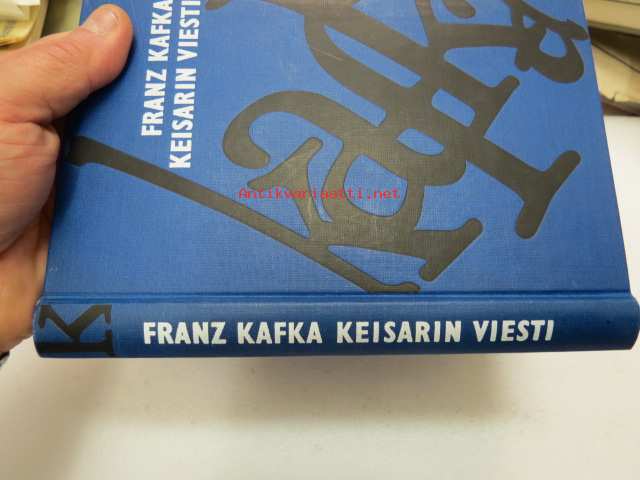 FRANZ KAFKA
KEISARIN VIESTI
Antikvariaatti.net
K FRANZ KAFKA KEISARIN VIESTI